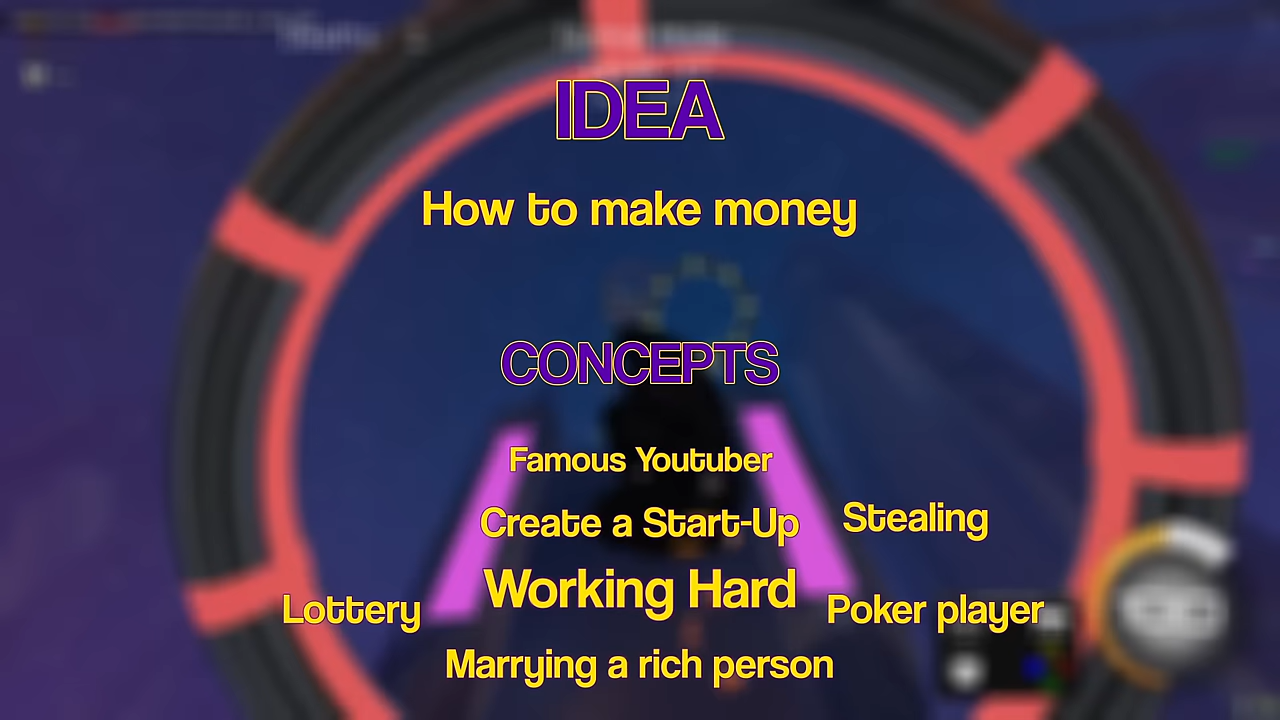 IDEA
How to make money
CONCEPTS
Famous Youtuber
Create a Start-Up
Stealing
Working Hard
Lottery
Poker player
Marrying a rich person